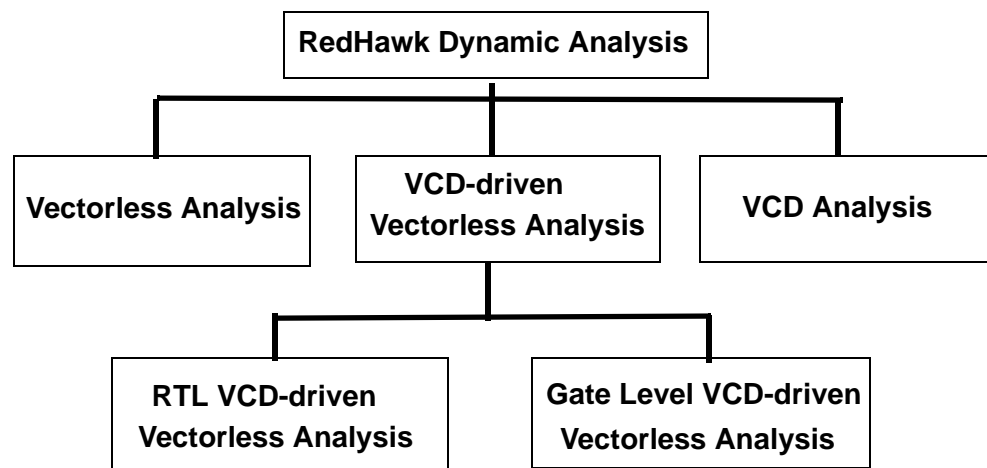 RedHawk Dynamic Analysis
Vectorless Analysis
VCD-driven
Vectorless Analysis
VCD Analysis
RTL VCD-driven
Vectorless Analysis
Gate Level VCD-driven
Vectorless Analysis